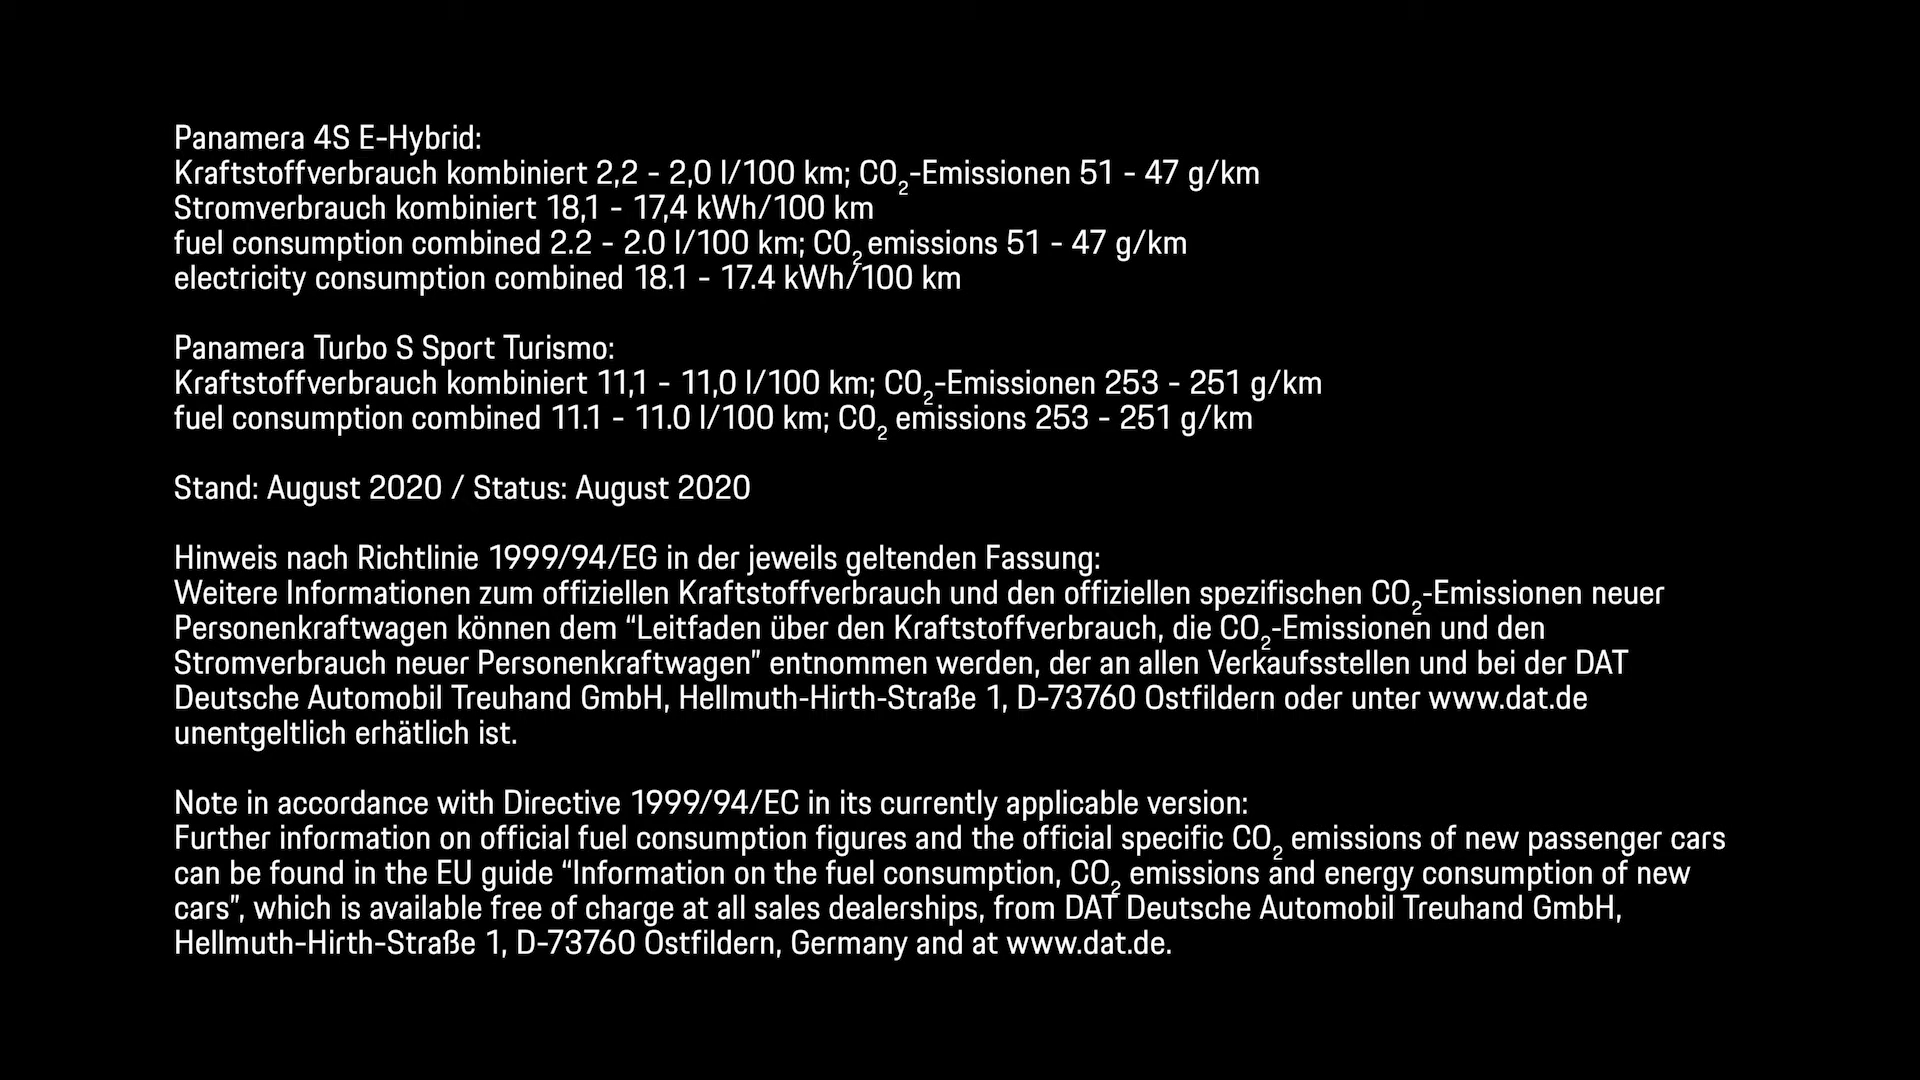 Panamera 4S E-Hybrid:
Kraftstoffverbrauch kombiniert 2,2 - 2,0 l/100 km; CO₂-Emissionen 51 - 47 g/km
Stromverbrauch kombiniert 18,1 - 17,4 kWh/100 km
fuel consumption combined 2.2 - 2.0 l/100 km; CO₂ emissions 51 - 47 g/km
electricity consumption combined 18.1 - 17.4 kWh/100 km
Panamera Turbo S Sport Turismo:
Kraftstoffverbrauch kombiniert 11,1 - 11,0 l/100 km; CO₂-Emissionen 253 - 251 g/km
fuel consumption combined 11.1 - 11.0 l/100 km; CO₂ emissions 253 - 251 g/km
Stand: August 2020 / Status: August 2020
Hinweis nach Richtlinie 1999/94/EG in der jeweils geltenden Fassung:
Weitere Informationen zum offiziellen Kraftstoffverbrauch und den offiziellen spezifischen CO₂-Emissionen neuer
Personenkraftwagen können dem “Leitfaden über den Kraftstoffverbrauch, die CO₂-Emissionen und den
Stromverbrauch neuer Personenkraftwagen” entnommen werden, der an allen Verkaufsstellen und bei der DAT
Deutsche Automobil Treuhand GmbH, Hellmuth-Hirth-Straße 1, D-73760 Ostfildern oder unter www.dat.de
unentgeltlich erhätlich ist.
Note in accordance with Directive 1999/94/EC in its currently applicable version:
Further information on official fuel consumption figures and the official specific CO₂ emissions of new passenger cars
can be found in the EU guide “Information on the fuel consumption, CO₂ emissions and energy consumption of new
cars”, which is available free of charge at all sales dealerships, from DAT Deutsche Automobil Treuhand GmbH,
Hellmuth-Hirth-Straße 1, D-73760 Ostfildern, Germany and at www.dat.de.